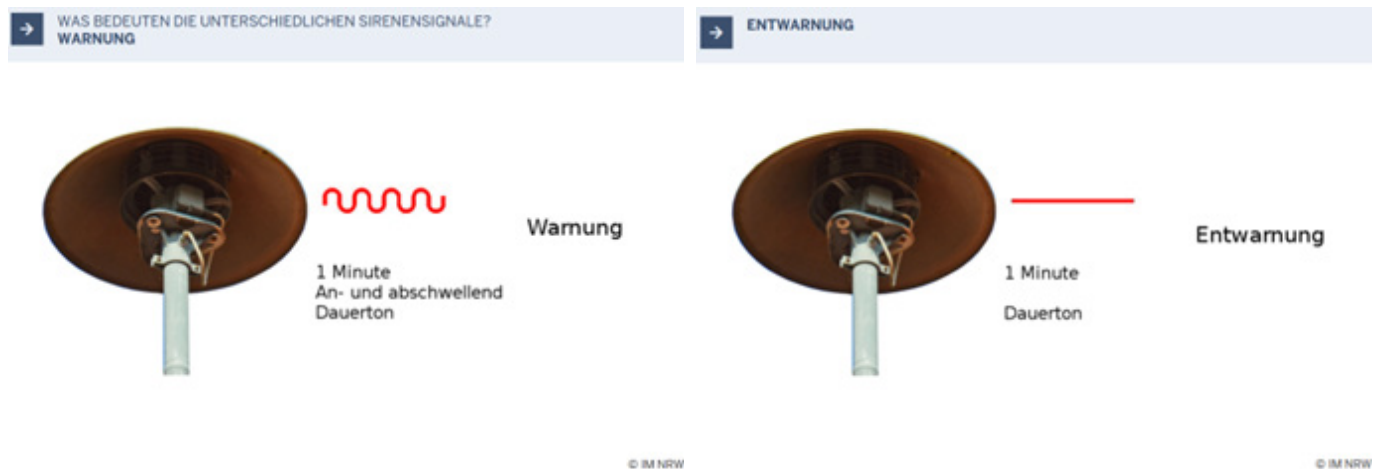 WAS BEDEUTEN DIE UNTERSCHIEDLICHEN SIRENENSIGNALE?
WARNUNG
Warnung
1 Minute
An- und abschwellend
Dauerton
© IM NRW
ENTWARNUNG
Entwarnung
1 Minute
Dauerton
© IM NRW